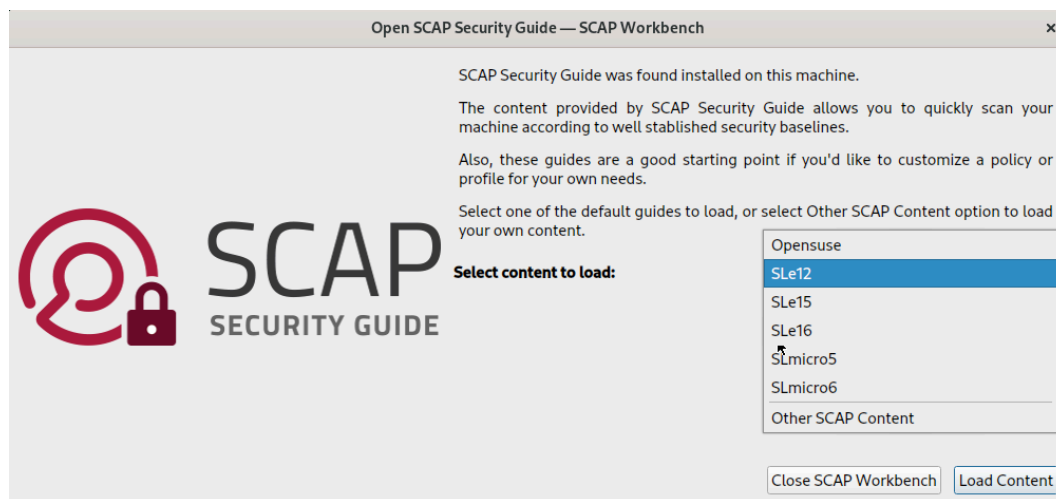 Open SCAP Security Guide — SCAP Workbench
×
SCAP Security Guide was found installed on this machine.
The content provided by SCAP Security Guide allows you to quickly scan your
machine according to well stablished security baselines.
Also, these guides are a good starting point if you'd like to customize a policy or
profile for your own needs.
Select one of the default guides to load, or select Other SCAP Content option to load
your own content.
SCAP
SECURITY GUIDE
Select content to load:
Opensuse
SLe12
SLe15
SLe16
SLmicro5
SLmicro6
Other SCAP Content
Close SCAP Workbench
Load Content